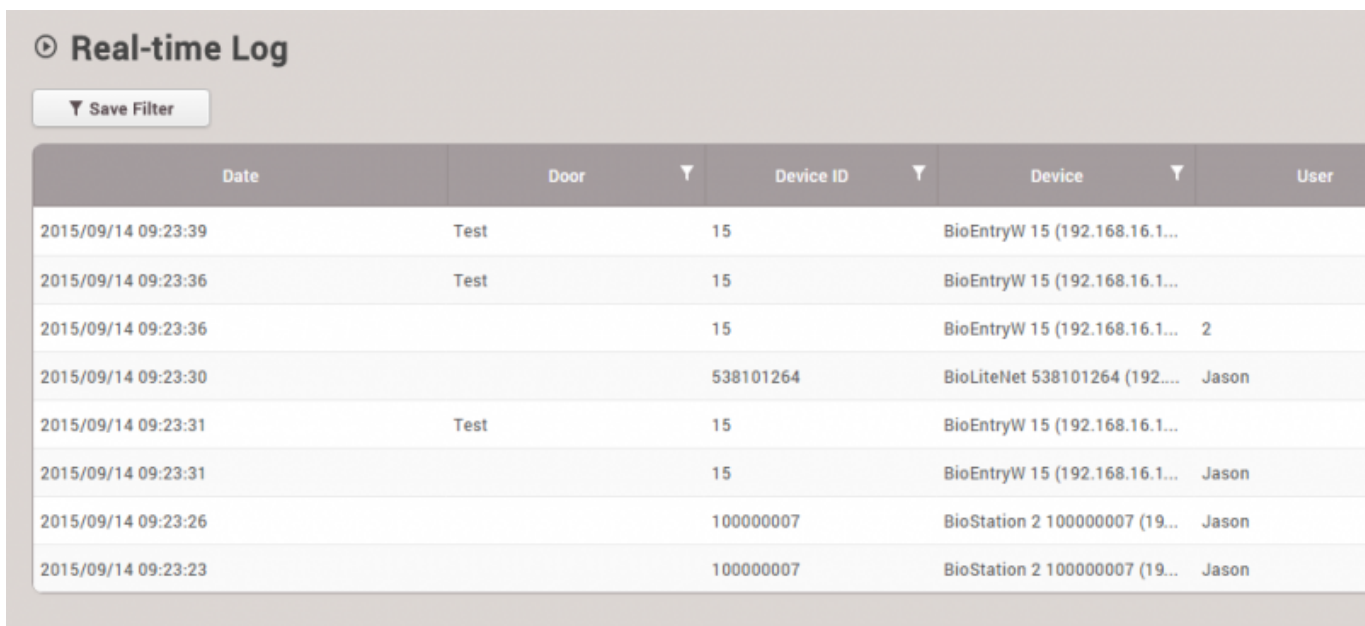 Real-time Log
Save Filter
Date Door Device ID Device User
2015/09/14 09:23:39 Test 15 BioEntryW 15 (192.168.16.1...
2015/09/14 09:23:36 Test 15 BioEntryW 15 (192.168.16.1...
2015/09/14 09:23:36 15 BioEntryW 15 (192.168.16.1... 2
2015/09/14 09:23:30 538101264 BioLiteNet 538101264 (192.... Jason
2015/09/14 09:23:31 Test 15 BioEntryW 15 (192.168.16.1...
2015/09/14 09:23:31 15 BioEntryW 15 (192.168.16.1... Jason
2015/09/14 09:23:26 100000007 BioStation 2 100000007 (19... Jason
2015/09/14 09:23:23 100000007 BioStation 2 100000007 (19... Jason